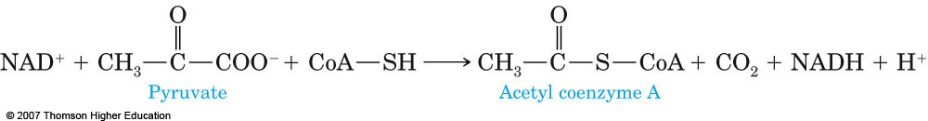 O O
NAD⁺ + CH₃—C—COO⁻ + CoA—SH ⟶ CH₃—C—S—CoA + CO₂ + NADH + H⁺
Pyruvate Acetyl coenzyme A
© 2007 Thomson Higher Education